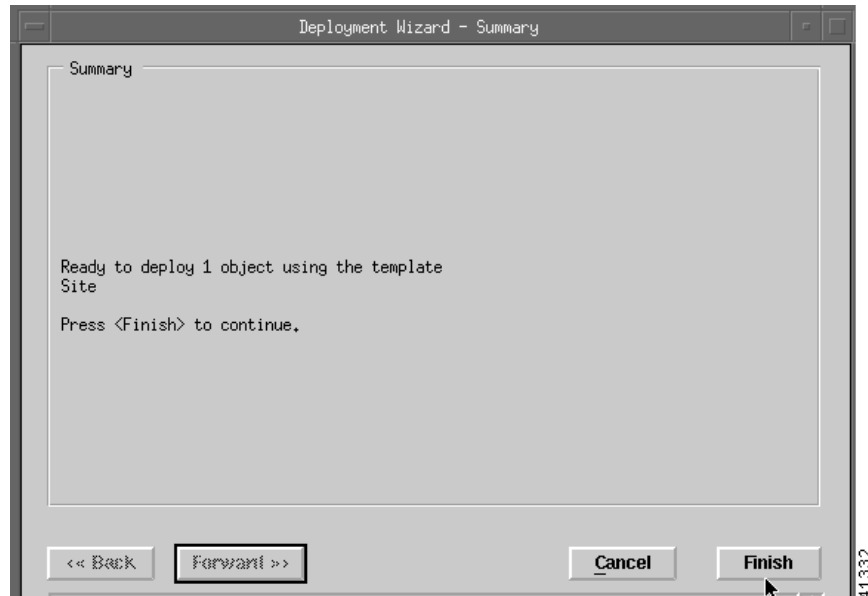 Deployment Wizard - Summary
Summary
Ready to deploy 1 object using the template
Site
Press <Finish> to continue.
<< Back
Forward >>
Cancel
Finish
41332